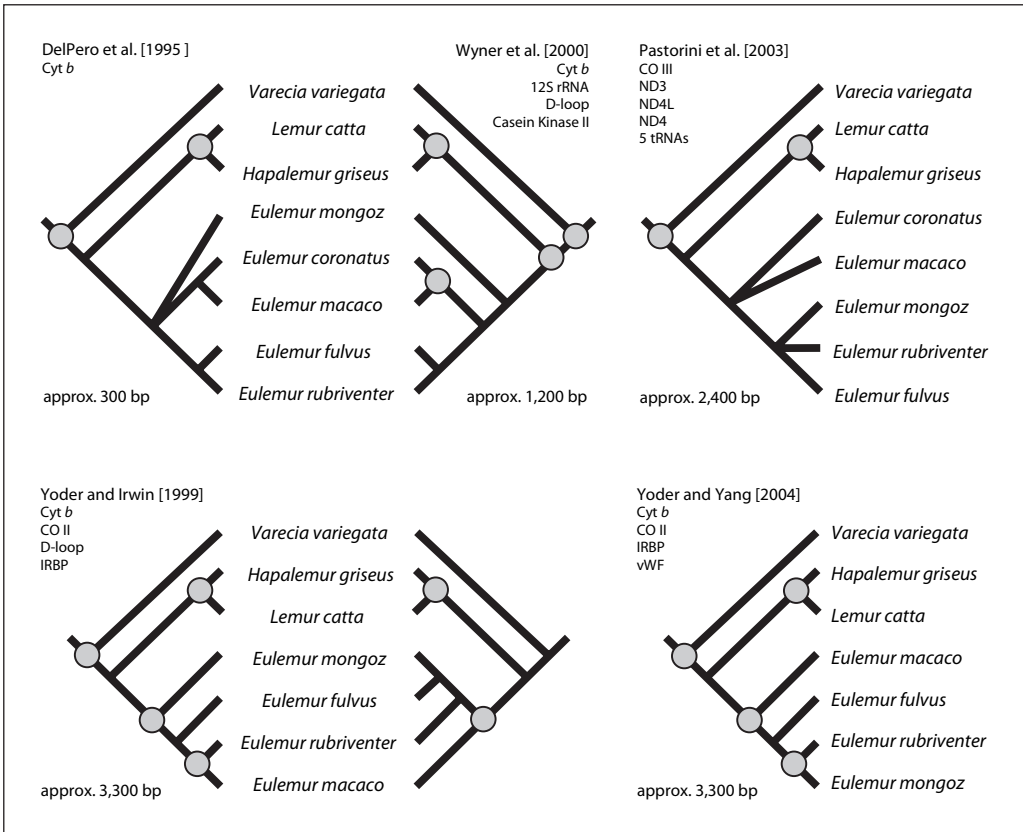 DelPero et al. [1995 ]
Cyt b
Wyner et al. [2000]
Cyt b
12S rRNA
D-loop
Casein Kinase II
Varecia variegata
Lemur catta
Hapalemur griseus
Eulemur mongoz
Eulemur coronatus
Eulemur macaco
Eulemur fulvus
Eulemur rubriventer
approx. 300 bp
approx. 1,200 bp
Pastorini et al. [2003]
CO III
ND3
ND4L
ND4
5 tRNAs
Varecia variegata
Lemur catta
Hapalemur griseus
Eulemur coronatus
Eulemur macaco
Eulemur mongoz
Eulemur rubriventer
Eulemur fulvus
approx. 2,400 bp
Yoder and Irwin [1999]
Cyt b
CO II
D-loop
IRBP
Varecia variegata
Hapalemur griseus
Lemur catta
Eulemur mongoz
Eulemur fulvus
Eulemur rubriventer
Eulemur macaco
approx. 3,300 bp
Yoder and Yang [2004]
Cyt b
CO II
IRBP
vWF
Varecia variegata
Hapalemur griseus
Lemur catta
Eulemur macaco
Eulemur fulvus
Eulemur rubriventer
Eulemur mongoz
approx. 3,300 bp